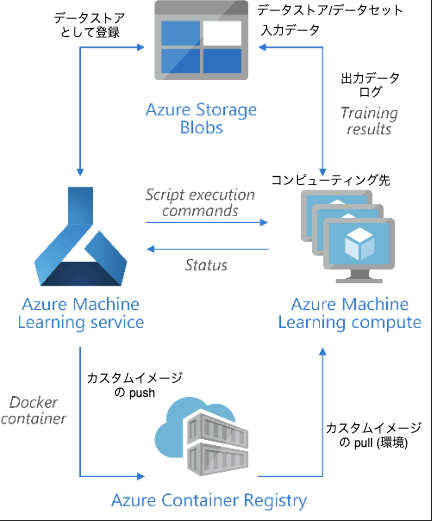 データストア
として登録
データストア/データセット
入力データ
Azure Storage
Blobs
出力データ
ログ
Training
results
コンピューティング先
Script execution
commands
Status
Azure Machine
Learning service
Azure Machine
Learning compute
カスタムイメージ
の push
Docker
container
カスタムイメージ
の pull (環境)
Azure Container Registry